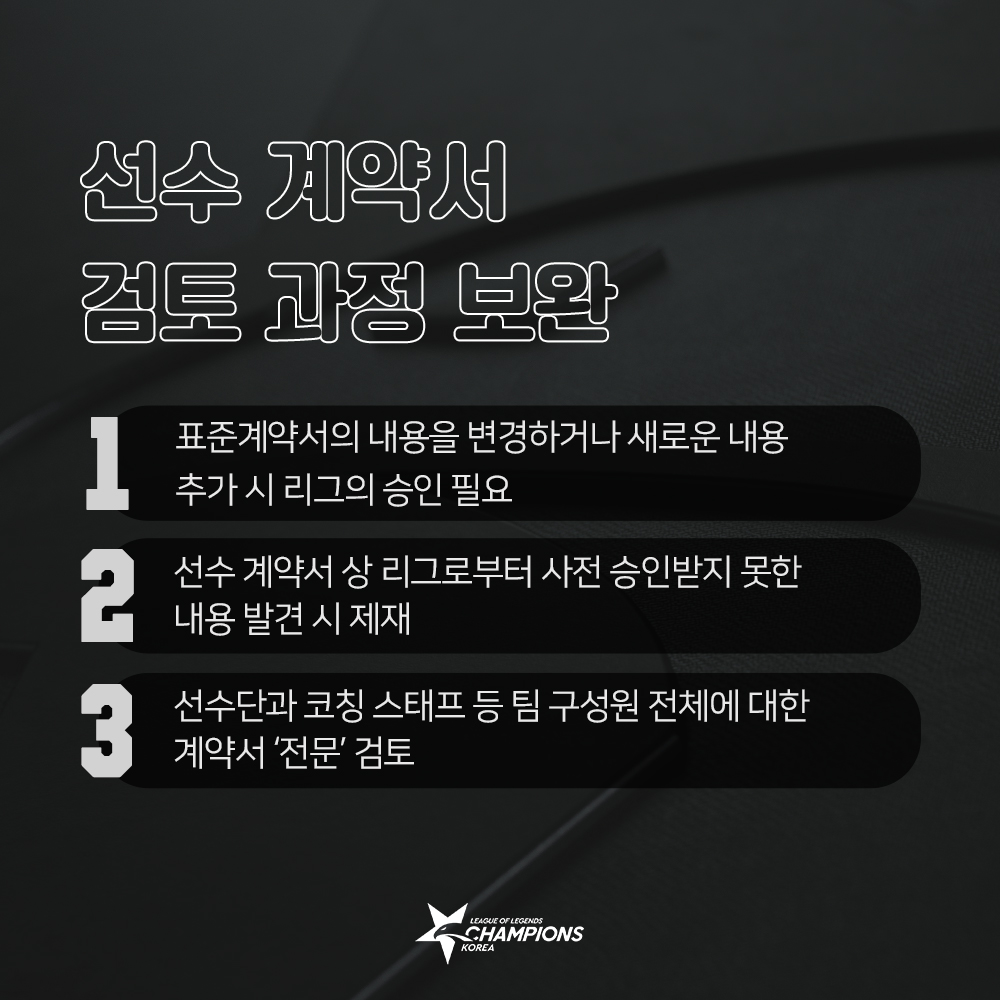 선수 계약서
검토 과정 보완
1
표준계약서의 내용을 변경하거나 새로운 내용
추가 시 리그의 승인 필요
2
선수 계약서 상 리그로부터 사전 승인받지 못한
내용 발견 시 제재
3
선수단과 코칭 스태프 등 팀 구성원 전체에 대한
계약서 ‘전문’ 검토
LEAGUE OF LEGENDS
CHAMPIONS
KOREA